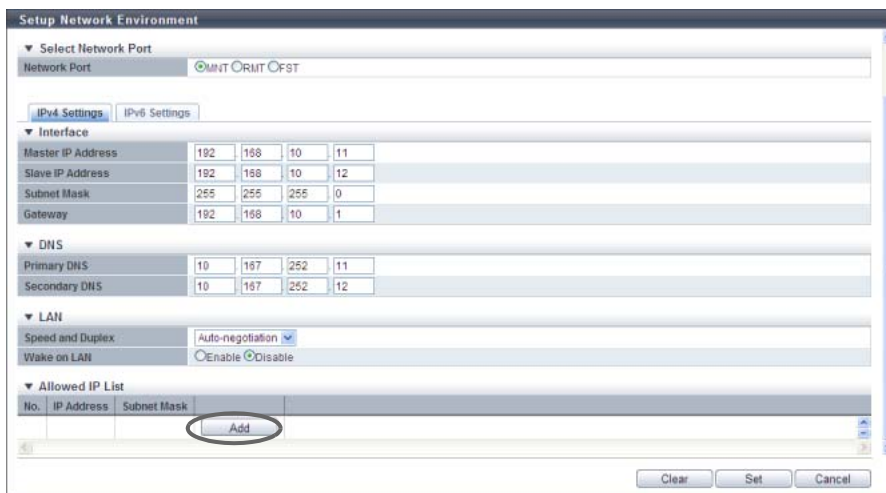 Setup Network Environment
▼ Select Network Port
Network Port MNT RMT FST
IPv4 Settings IPv6 Settings
▼ Interface
Master IP Address 192 . 168 . 10 . 11
Slave IP Address 192 . 168 . 10 . 12
Subnet Mask 255 . 255 . 255 . 0
Gateway 192 . 168 . 10 . 1
▼ DNS
Primary DNS 10 . 167 . 252 . 11
Secondary DNS 10 . 167 . 252 . 12
▼ LAN
Speed and Duplex Auto-negotiation
Wake on LAN Enable Disable
▼ Allowed IP List
No. IP Address Subnet Mask
Add
Clear Set Cancel